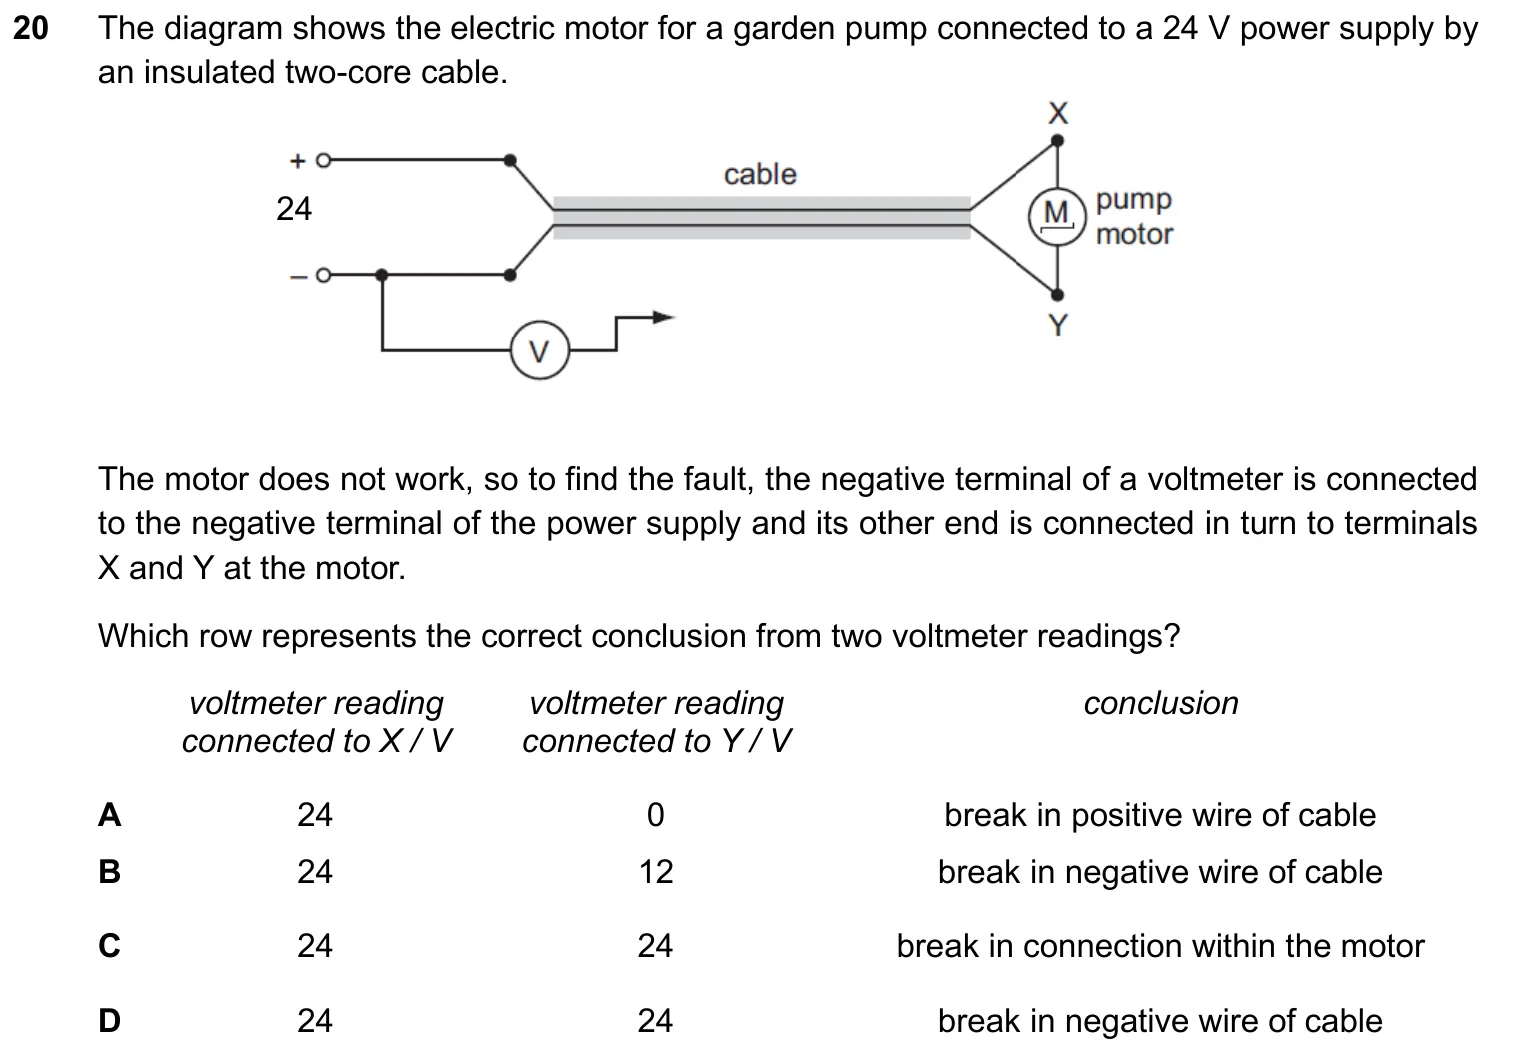 20 The diagram shows the electric motor for a garden pump connected to a 24 V power supply by
an insulated two-core cable.
X
+
cable
24
M
pump
motor
–
Y
V
The motor does not work, so to find the fault, the negative terminal of a voltmeter is connected
to the negative terminal of the power supply and its other end is connected in turn to terminals
X and Y at the motor.
Which row represents the correct conclusion from two voltmeter readings?
voltmeter reading voltmeter reading conclusion
connected to X / V connected to Y / V
A 24 0 break in positive wire of cable
B 24 12 break in negative wire of cable
C 24 24 break in connection within the motor
D 24 24 break in negative wire of cable